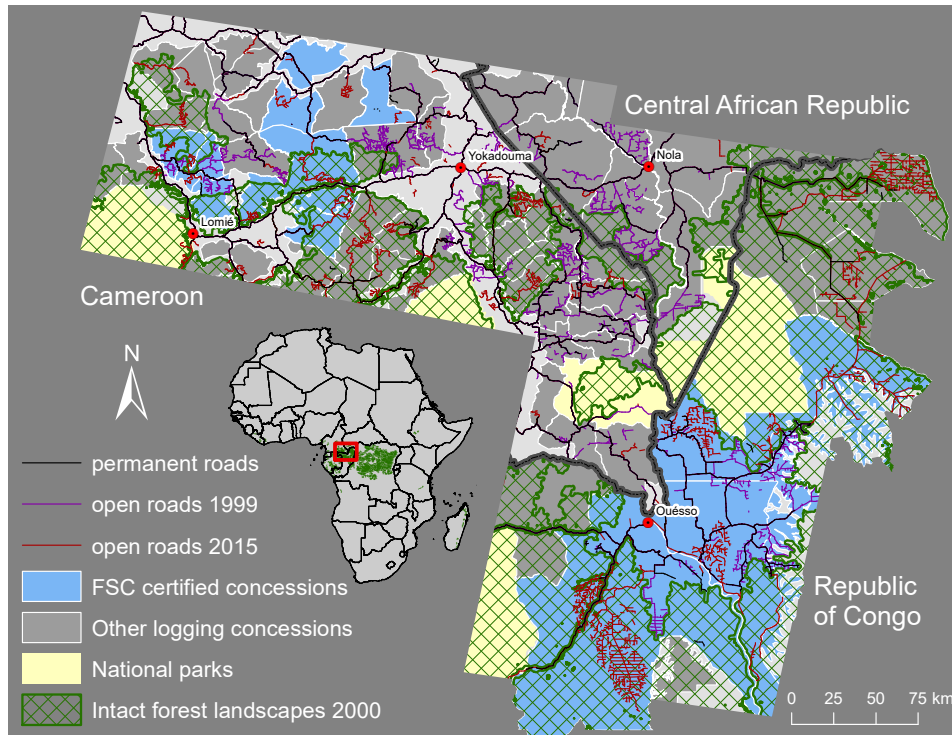 Central African Republic
Yokadouma
Nola
Lomié
Cameroon
N
permanent roads
open roads 1999
open roads 2015
FSC certified concessions
Other logging concessions
National parks
Intact forest landscapes 2000
Ouésso
Republic
of Congo
0 25 50 75 km